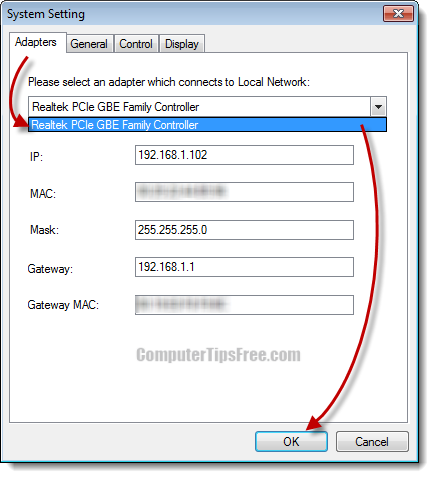 System Setting
Adapters General Control Display
Please select an adapter which connects to Local Network:
Realtek PCIe GBE Family Controller
Realtek PCIe GBE Family Controller
IP: 192.168.1.102
MAC:
Mask: 255.255.255.0
Gateway: 192.168.1.1
Gateway MAC:
ComputerTipsFree.com
OK Cancel